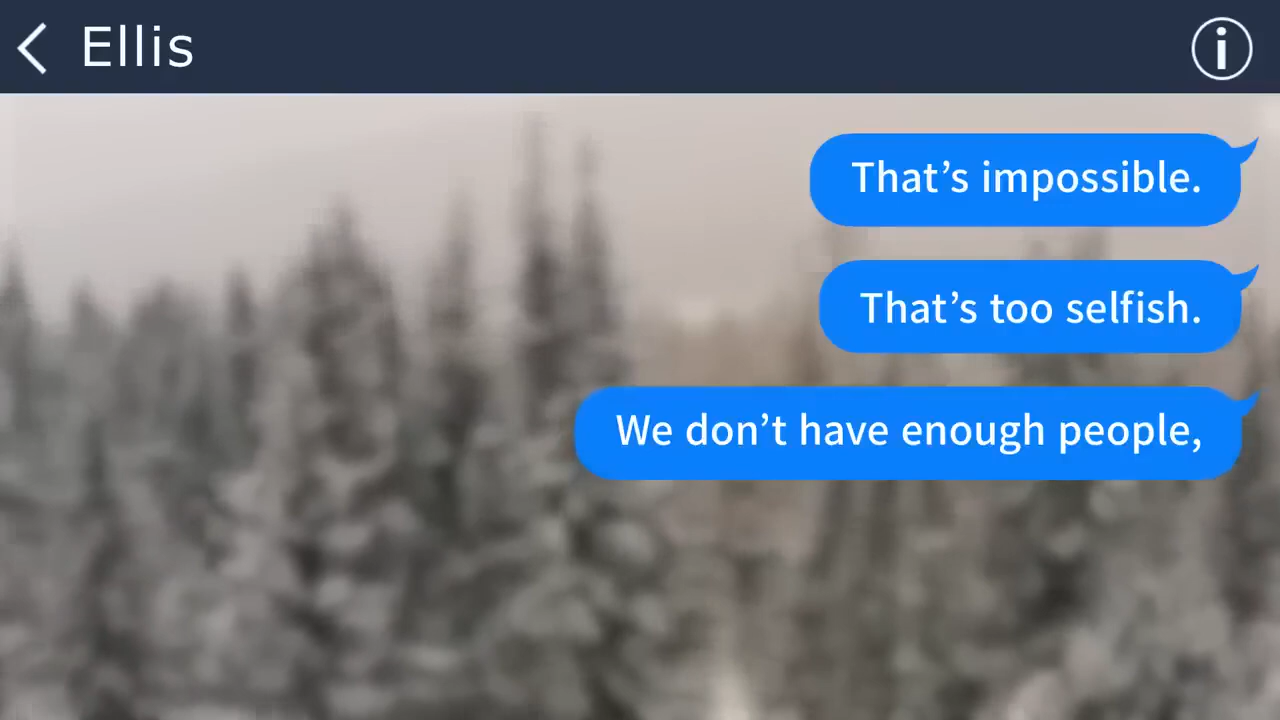 Ellis
That’s impossible.
That’s too selfish.
We don’t have enough people,